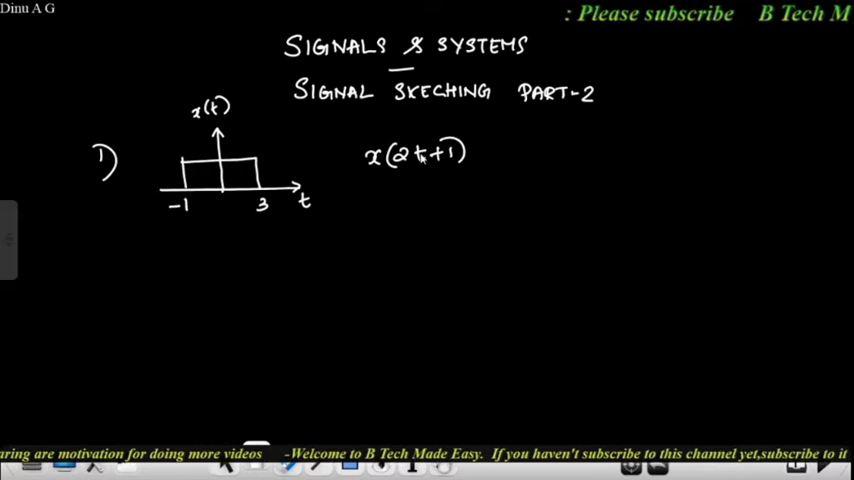 Dinu A G
: Please subscribe B Tech M
SIGNALS & SYSTEMS
SIGNAL SKECHING PART-2
x(t)
1)
x(2t+1)
-1 3 t
aring are motivation for doing more videos -Welcome to B Tech Made Easy. If you haven't subscribe to this channel yet,subscribe to it